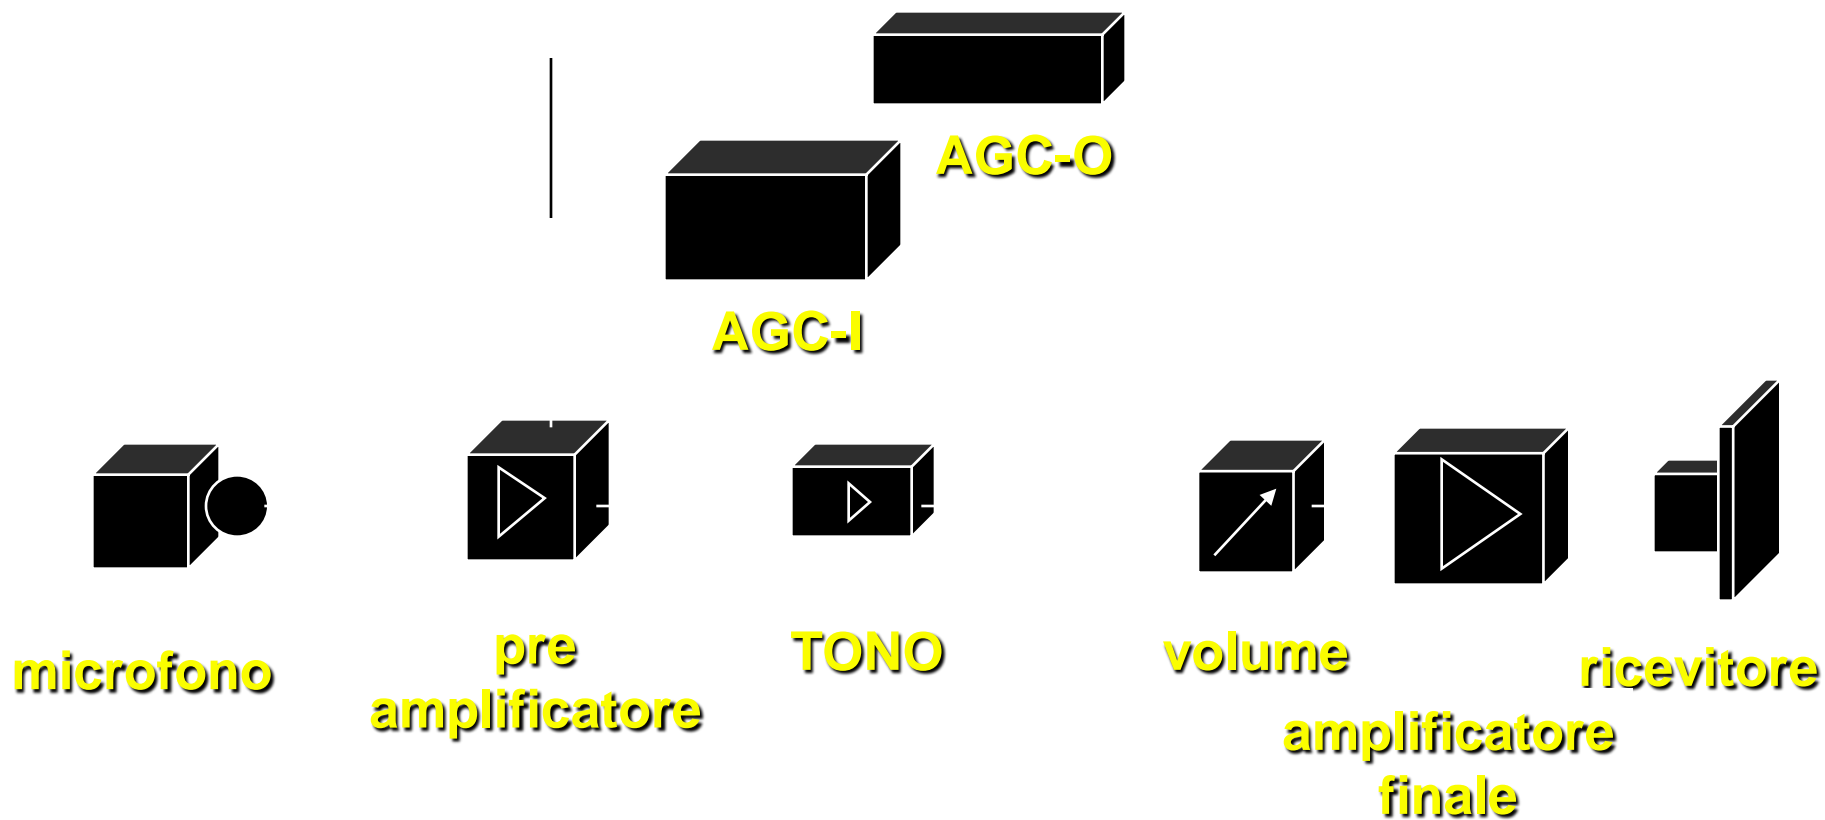 AGC-O
AGC-I
microfono
pre
amplificatore
TONO
volume
amplificatore
finale
ricevitore